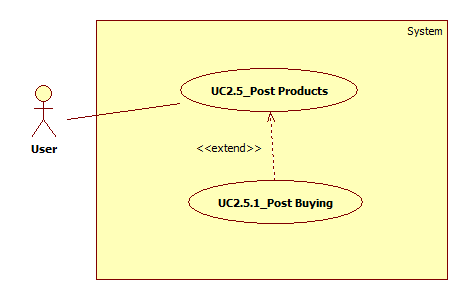 System
UC2.5_Post Products
User
<<extend>>
UC2.5.1_Post Buying